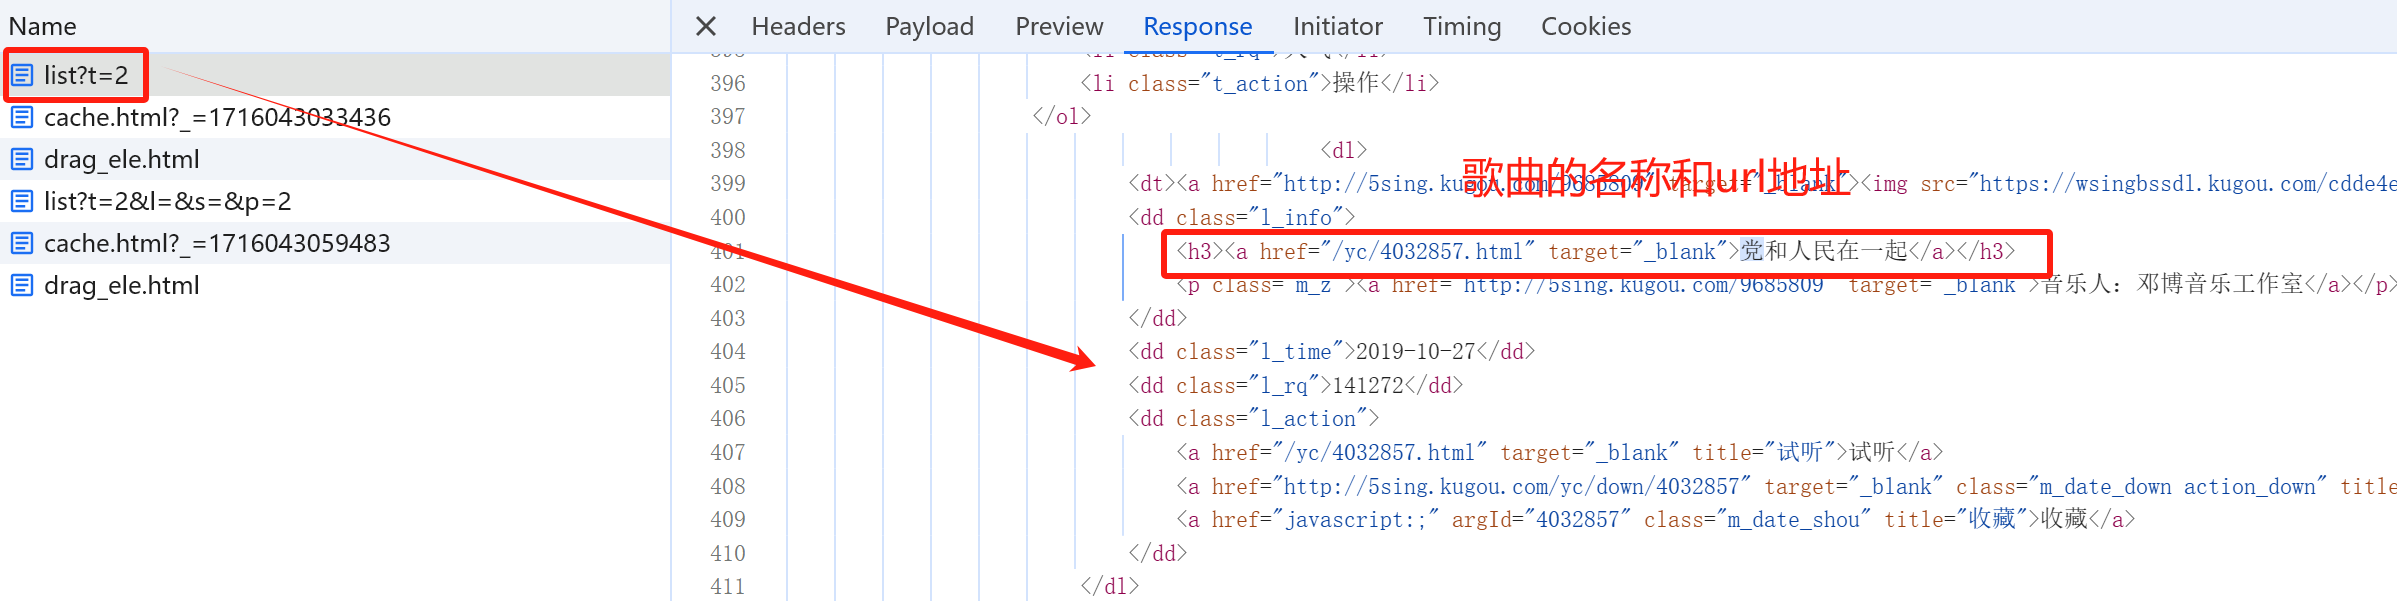 Name
list?t=2
cache.html?_=1716043033436
drag_ele.html
list?t=2&l=&s=&p=2
cache.html?_=1716043059483
drag_ele.html
Headers Payload Preview Response Initiator Timing Cookies
396 <li class="t_action">操作</li>
397 </ol>
398 <dl>
歌曲的名称和url地址
399 <dt><a href="http://5sing.kugou.com/9685809" target="_blank"><img src="https://wsingbssdl.kugou.com/cdde4e
400 <dd class="l_info">
401 <h3><a href="/yc/4032857.html" target="_blank">党和人民在一起</a></h3>
402 <p class="m_z"><a href="http://5sing.kugou.com/9685809" target="_blank">音乐人：邓博音乐工作室</a></p>
403 </dd>
404 <dd class="l_time">2019-10-27</dd>
405 <dd class="l_rq">141272</dd>
406 <dd class="l_action">
407 <a href="/yc/4032857.html" target="_blank" title="试听">试听</a>
408 <a href="http://5sing.kugou.com/yc/down/4032857" target="_blank" class="m_date_down action_down" title
409 <a href="javascript:;" argId="4032857" class="m_date_shou" title="收藏">收藏</a>
410 </dd>
411 </dl>